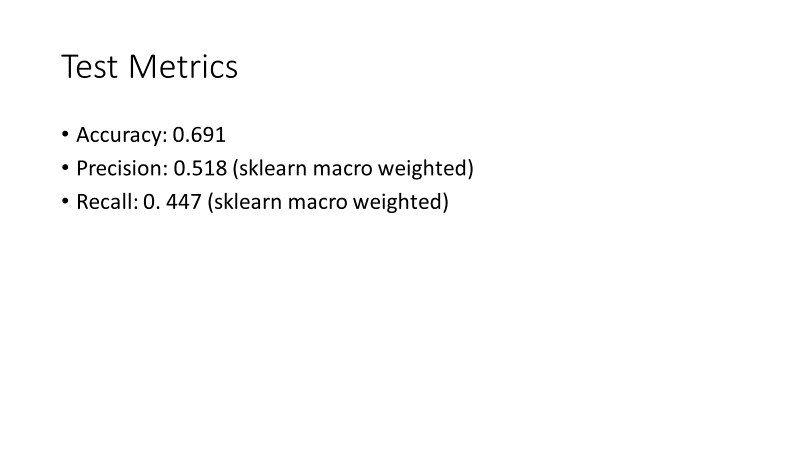 Test Metrics
• Accuracy: 0.691
• Precision: 0.518 (sklearn macro weighted)
• Recall: 0. 447 (sklearn macro weighted)